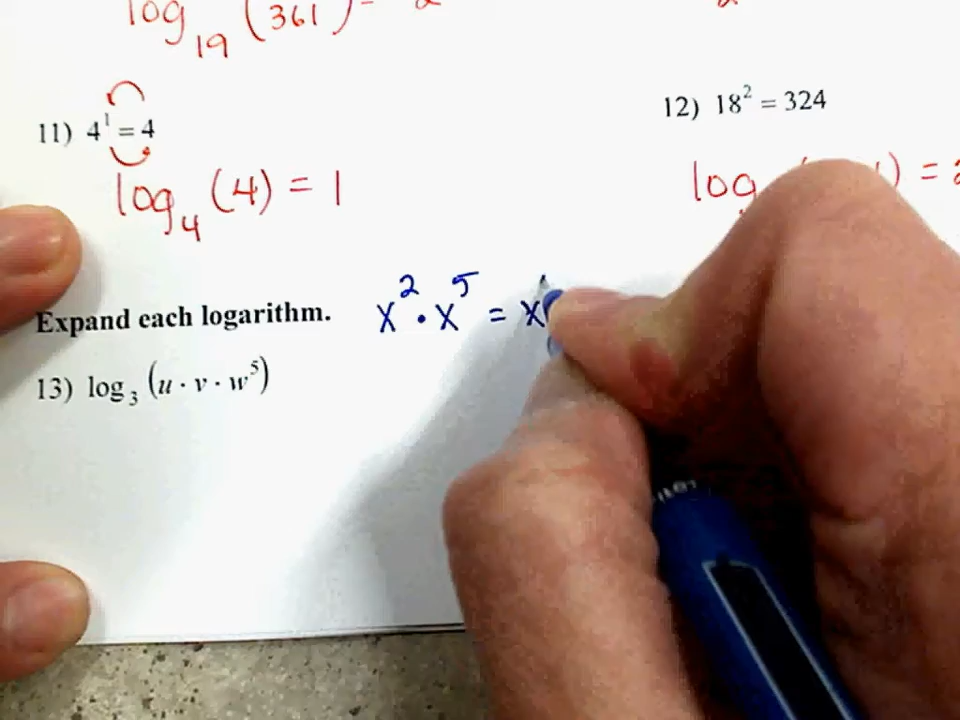 log₁₉ (361) =
11) 4¹ = 4
12) 18² = 324
log₄ (4) = 1
log ) =
Expand each logarithm.
x² · x⁵ = x
13) log₃ (u · v · w⁵)